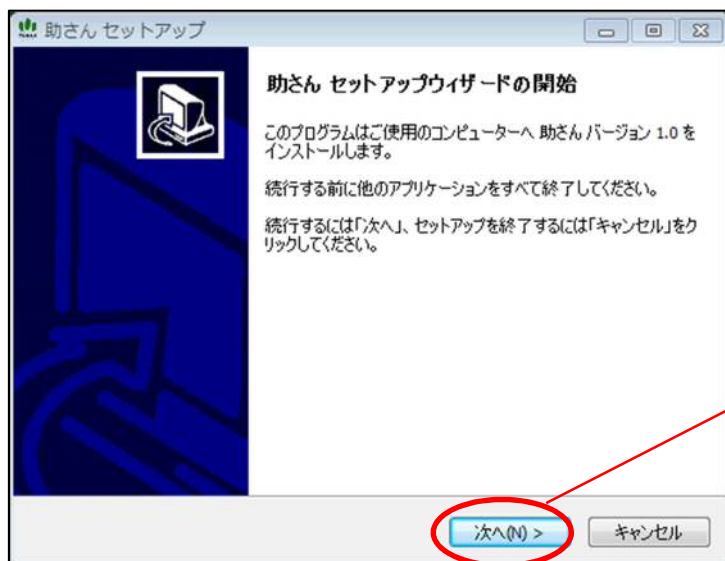 助さん セットアップ
助さん セットアップウィザードの開始
このプログラムはご使用のコンピューターへ 助さん バージョン 1.0 を
インストールします。
続行する前に他のアプリケーションをすべて終了してください。
続行するには「次へ」、セットアップを終了するには「キャンセル」をク
リックしてください。
次へ(N) >
キャンセル